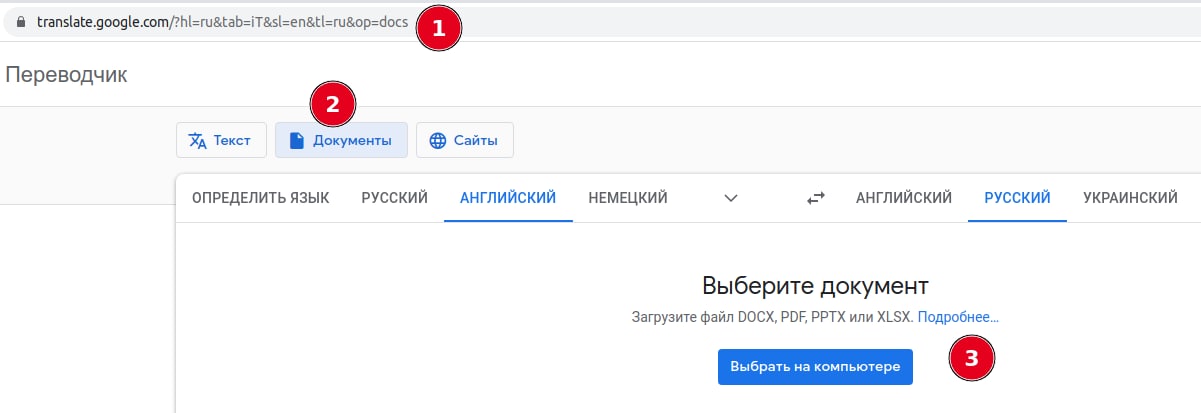 translate.google.com/?hl=ru&tab=iT&sl=en&tl=ru&op=docs 1
Переводчик
2
Текст Документы Сайты
ОПРЕДЕЛИТЬ ЯЗЫК РУССКИЙ АНГЛИЙСКИЙ НЕМЕЦКИЙ АНГЛИЙСКИЙ РУССКИЙ УКРАИНСКИЙ
Выберите документ
Загрузите файл DOCX, PDF, PPTX или XLSX. Подробнее…
Выбрать на компьютере 3